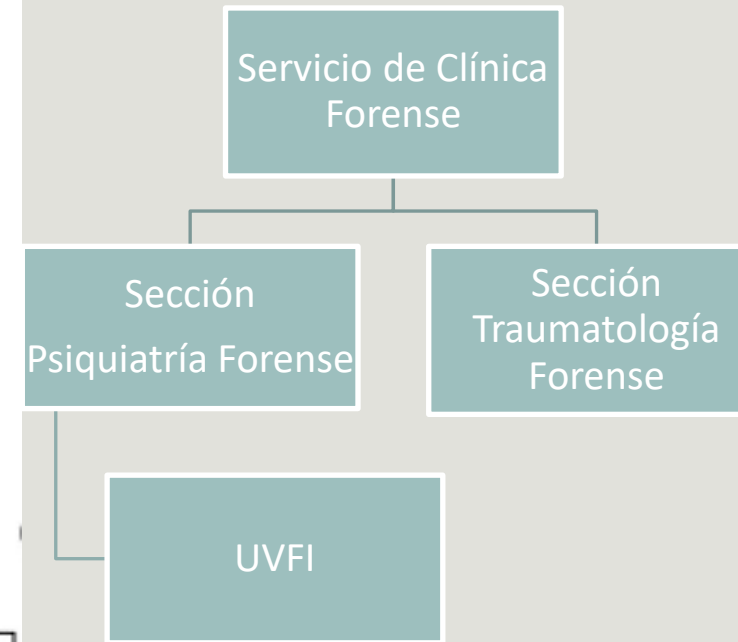 Servicio de Clínica
Forense
Sección
Psiquiatría Forense
Sección
Traumatología
Forense
UVFI